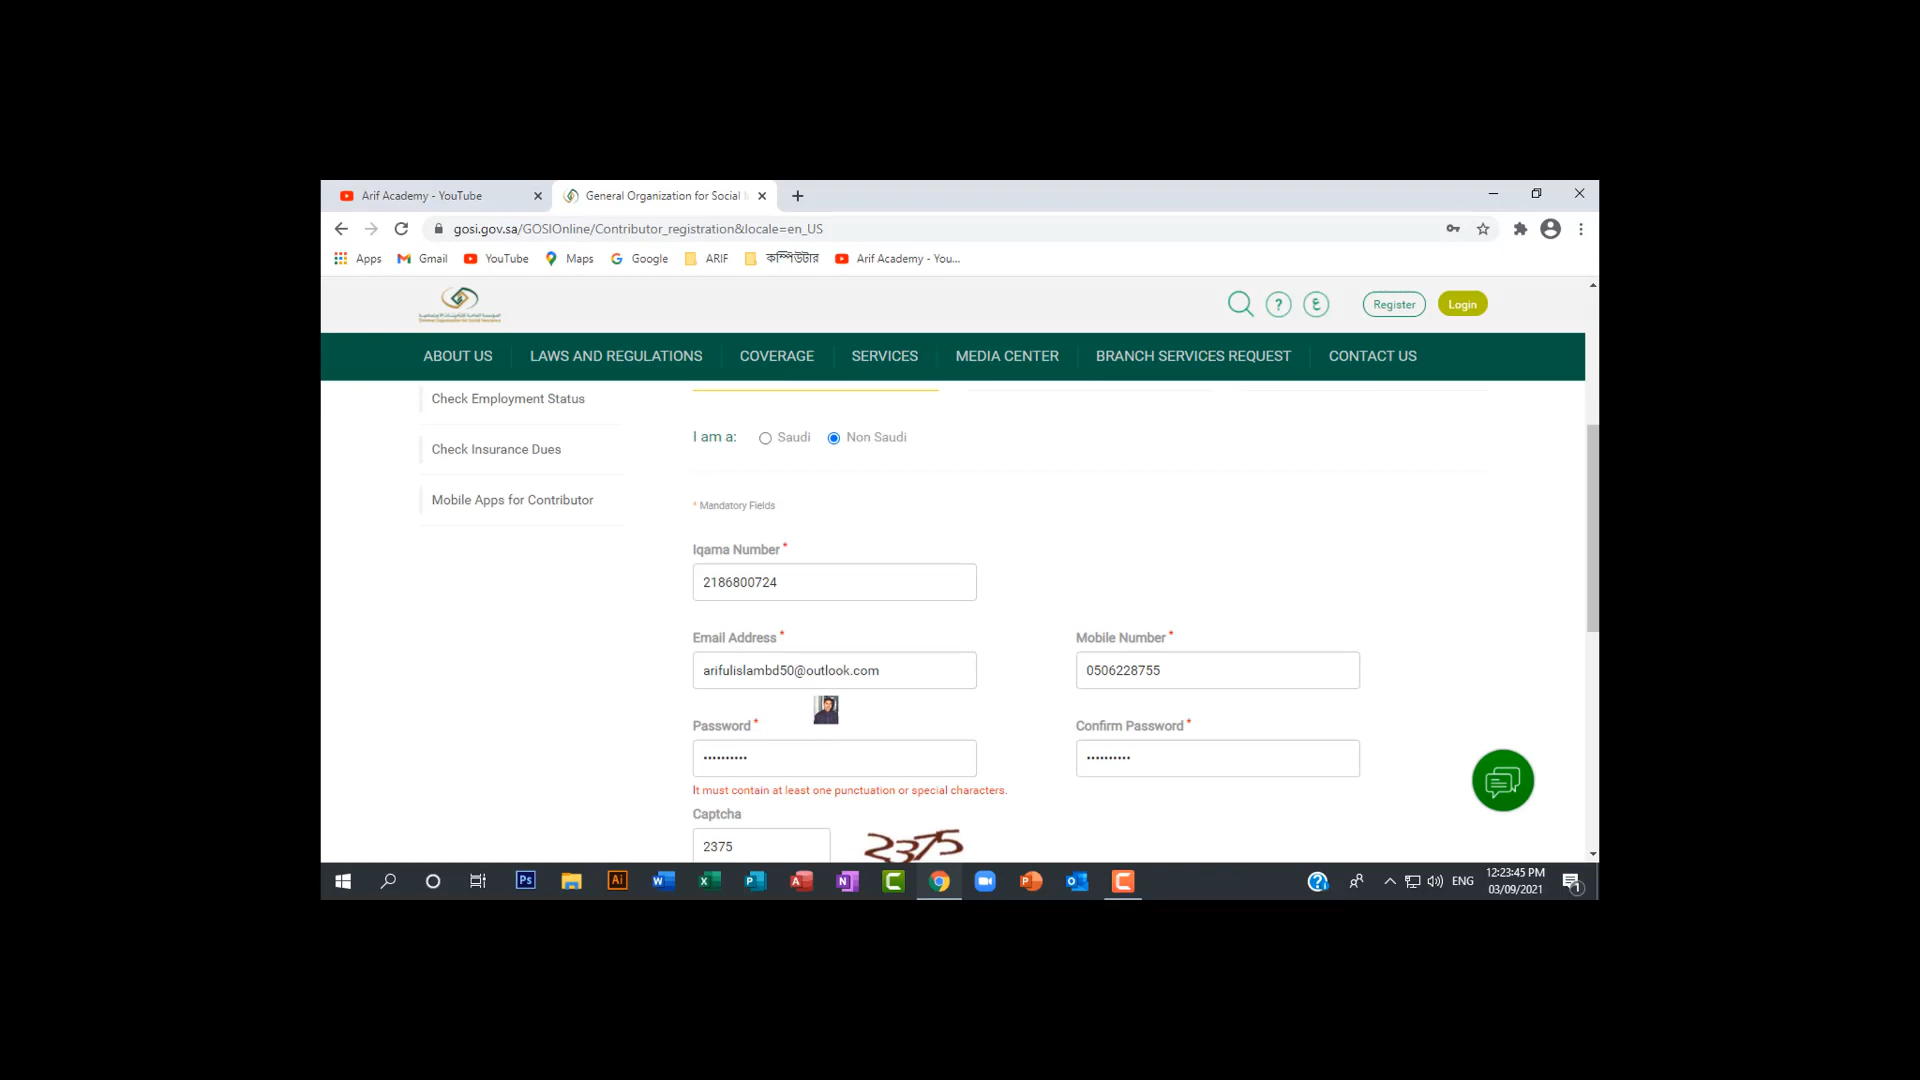 Arif Academy - YouTube
General Organization for Social I
gosi.gov.sa/GOSIOnline/Contributor_registration&locale=en_US
Apps
Gmail
YouTube
Maps
Google
ARIF
কম্পিউটার
Arif Academy - You...
?
ع
Register
Login
ABOUT US
LAWS AND REGULATIONS
COVERAGE
SERVICES
MEDIA CENTER
BRANCH SERVICES REQUEST
CONTACT US
Check Employment Status
Check Insurance Dues
Mobile Apps for Contributor
I am a:
Saudi
Non Saudi
* Mandatory Fields
Iqama Number *
2186800724
Email Address *
Mobile Number *
arifulislambd50@outlook.com
0506228755
Password *
Confirm Password *
••••••••••
••••••••••
It must contain at least one punctuation or special characters.
Captcha
2375
2375
Ps
Ai
ENG
12:23:45 PM
03/09/2021
1